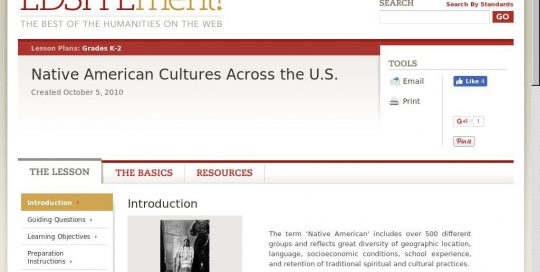 EDSITEment!
THE BEST OF THE HUMANITIES ON THE WEB
SEARCH
Search By Standards
GO
Lesson Plans: Grades K-2
Native American Cultures Across the U.S.
Created October 5, 2010
TOOLS
Email
Like 4
Print
G+1
1
Pin it
THE LESSON
THE BASICS
RESOURCES
Introduction ›
Guiding Questions ›
Learning Objectives ›
Preparation
Instructions ›
Introduction
The term 'Native American' includes over 500 different
groups and reflects great diversity of geographic location,
language, socioeconomic conditions, school experience,
and retention of traditional spiritual and cultural practices.